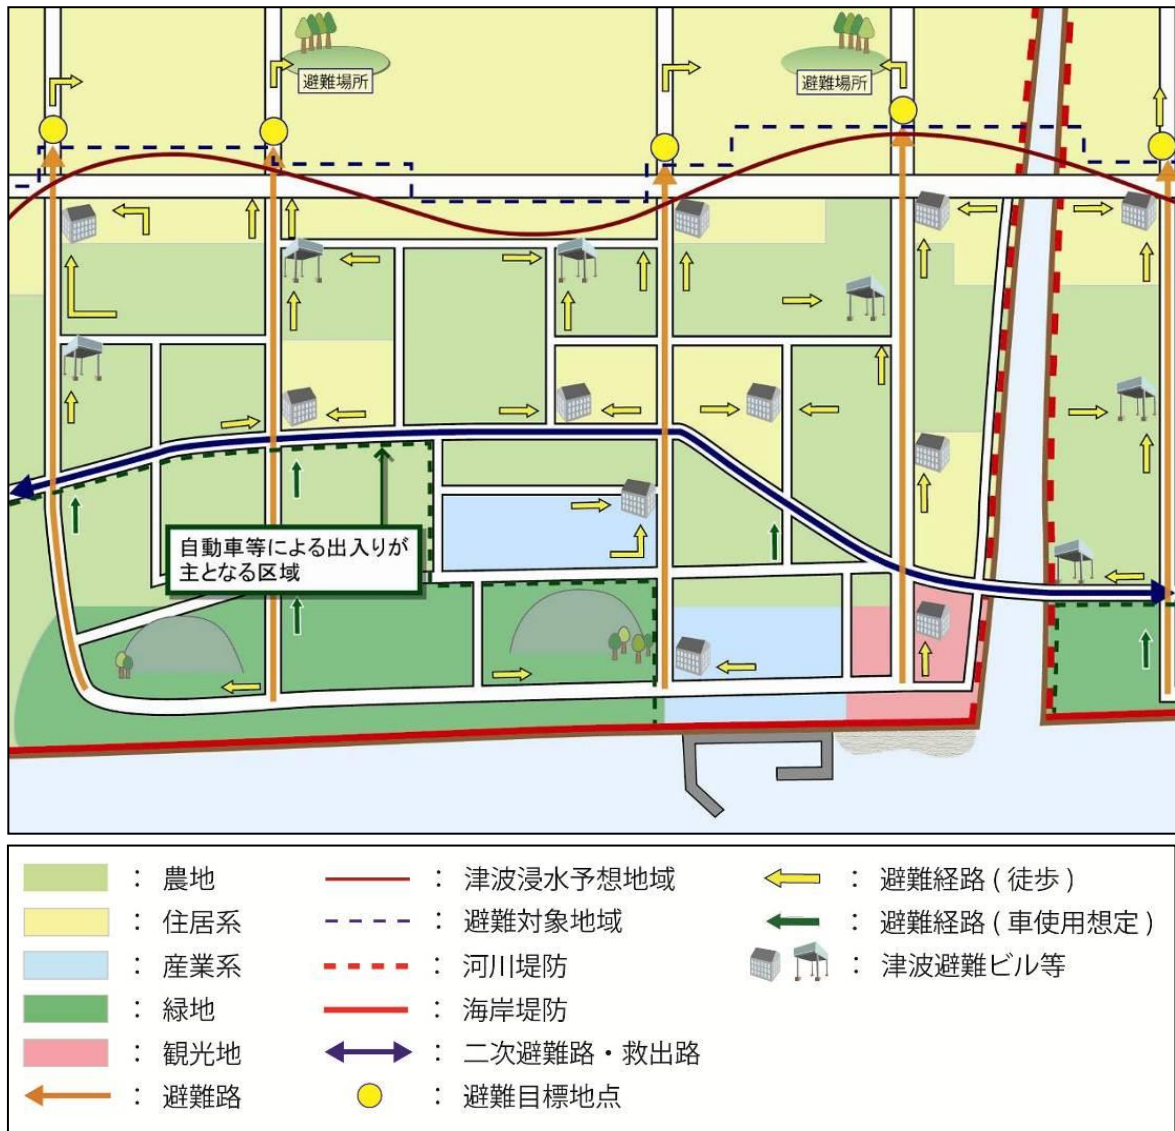 避難場所
避難場所
自動車等による出入りが
主となる区域
： 農地
： 住居系
： 産業系
： 緑地
： 観光地
： 避難路
： 津波浸水予想地域
： 避難対象地域
： 河川堤防
： 海岸堤防
： 二次避難路・救出路
： 避難目標地点
： 避難経路 ( 徒歩 )
： 避難経路 ( 車使用想定 )
： 津波避難ビル等